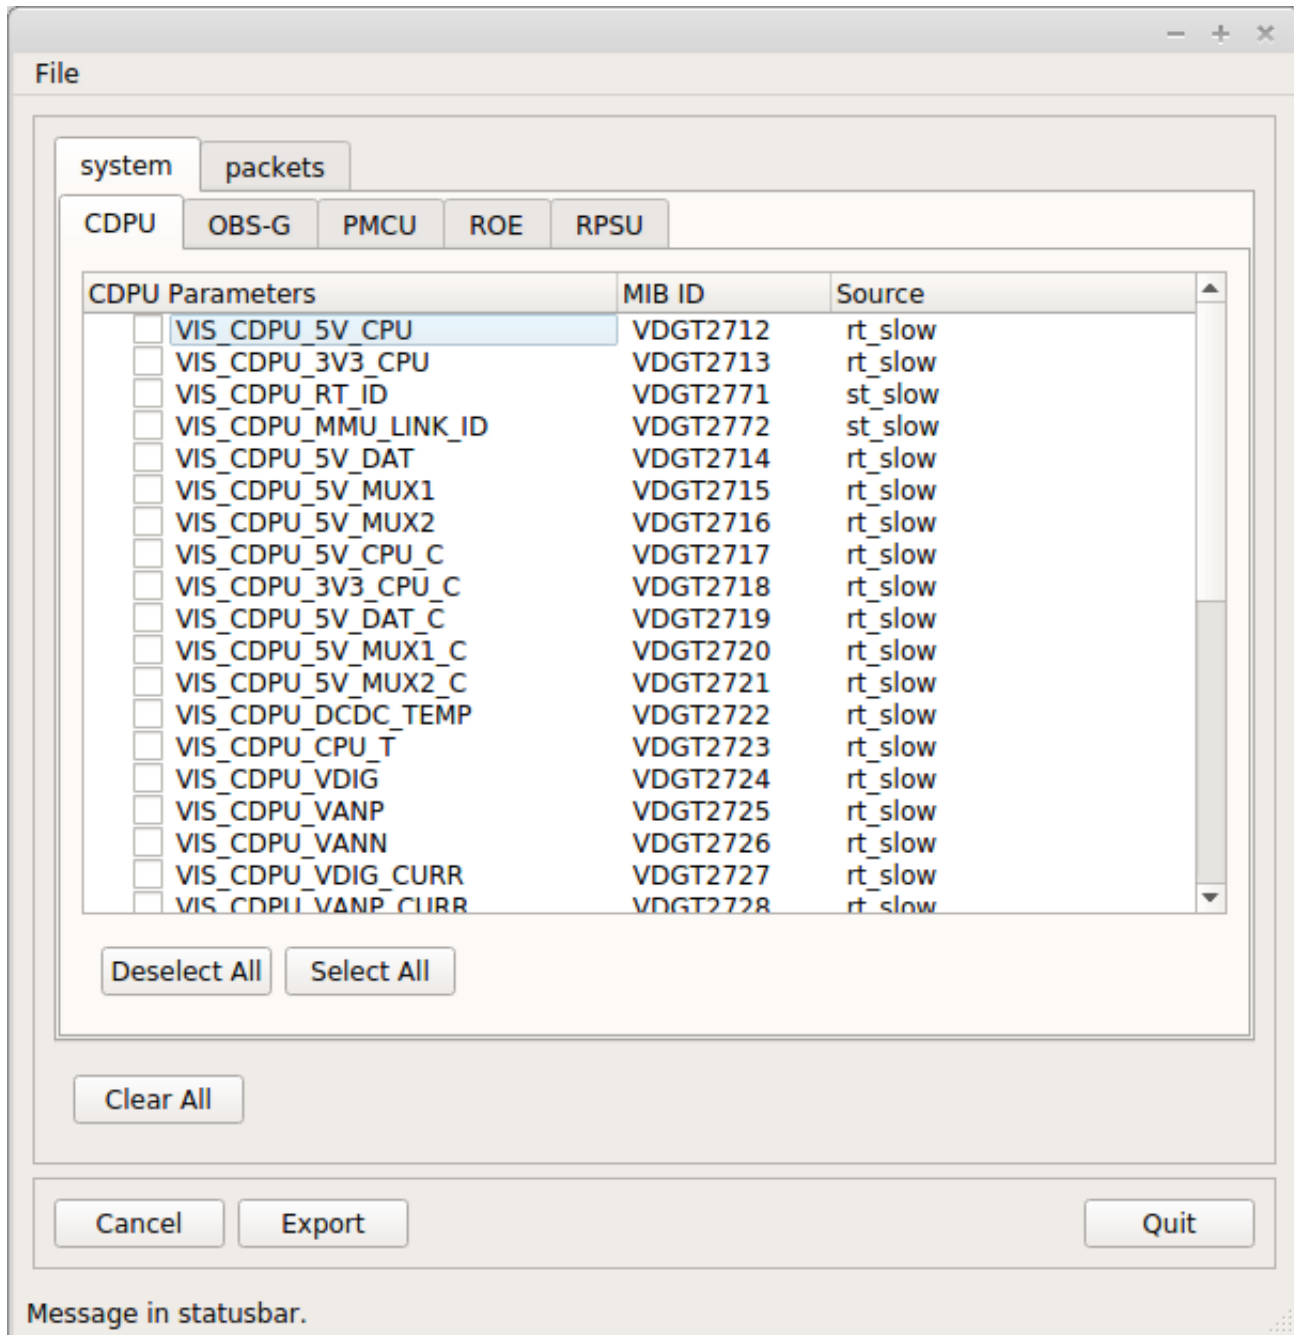 File
system packets
CDPU OBS-G PMCU ROE RPSU
CDPU Parameters MIB ID Source
VIS_CDPU_5V_CPU VDGT2712 rt_slow
VIS_CDPU_3V3_CPU VDGT2713 rt_slow
VIS_CDPU_RT_ID VDGT2771 st_slow
VIS_CDPU_MMU_LINK_ID VDGT2772 st_slow
VIS_CDPU_5V_DAT VDGT2714 rt_slow
VIS_CDPU_5V_MUX1 VDGT2715 rt_slow
VIS_CDPU_5V_MUX2 VDGT2716 rt_slow
VIS_CDPU_5V_CPU_C VDGT2717 rt_slow
VIS_CDPU_3V3_CPU_C VDGT2718 rt_slow
VIS_CDPU_5V_DAT_C VDGT2719 rt_slow
VIS_CDPU_5V_MUX1_C VDGT2720 rt_slow
VIS_CDPU_5V_MUX2_C VDGT2721 rt_slow
VIS_CDPU_DCDC_TEMP VDGT2722 rt_slow
VIS_CDPU_CPU_T VDGT2723 rt_slow
VIS_CDPU_VDIG VDGT2724 rt_slow
VIS_CDPU_VANP VDGT2725 rt_slow
VIS_CDPU_VANN VDGT2726 rt_slow
VIS_CDPU_VDIG_CURR VDGT2727 rt_slow
VIS_CDPU_VANP_CURR VDGT2728 rt_slow
Deselect All Select All
Clear All
Cancel Export Quit
Message in statusbar.